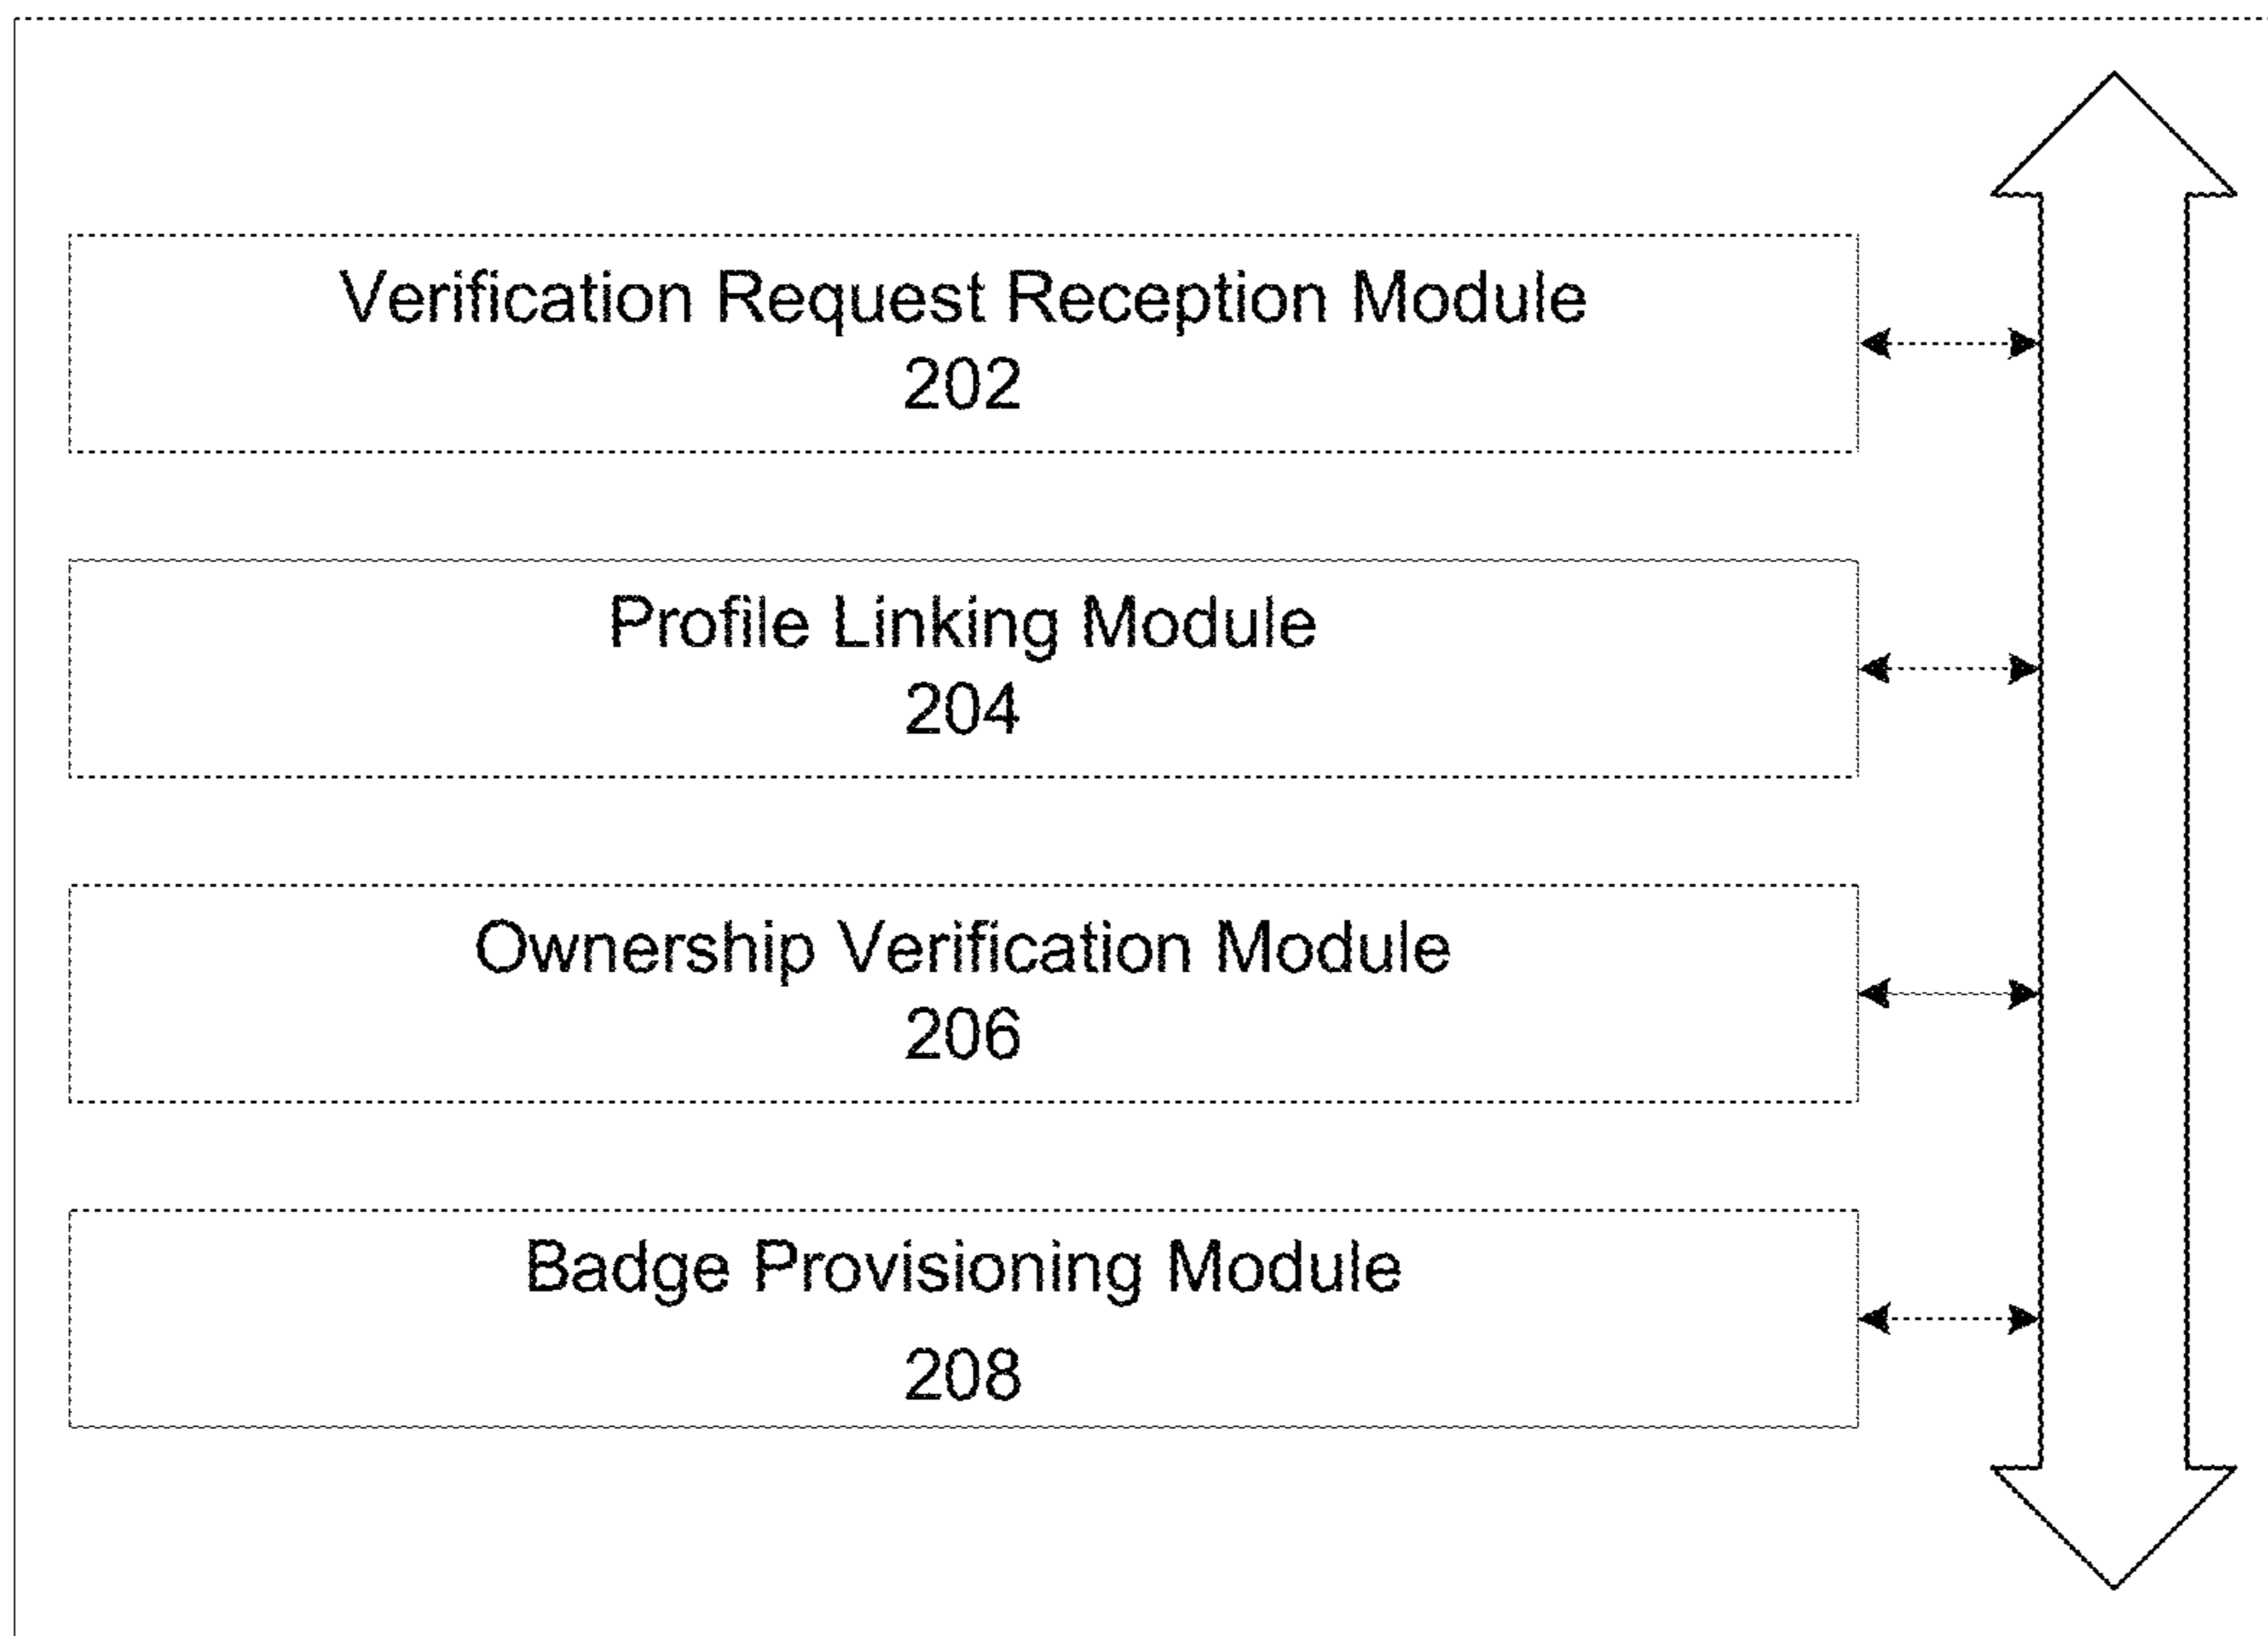 Verification Request Reception Module
202
Profile Linking Module
204
Ownership Verification Module
206
Badge Provisioning Module
208